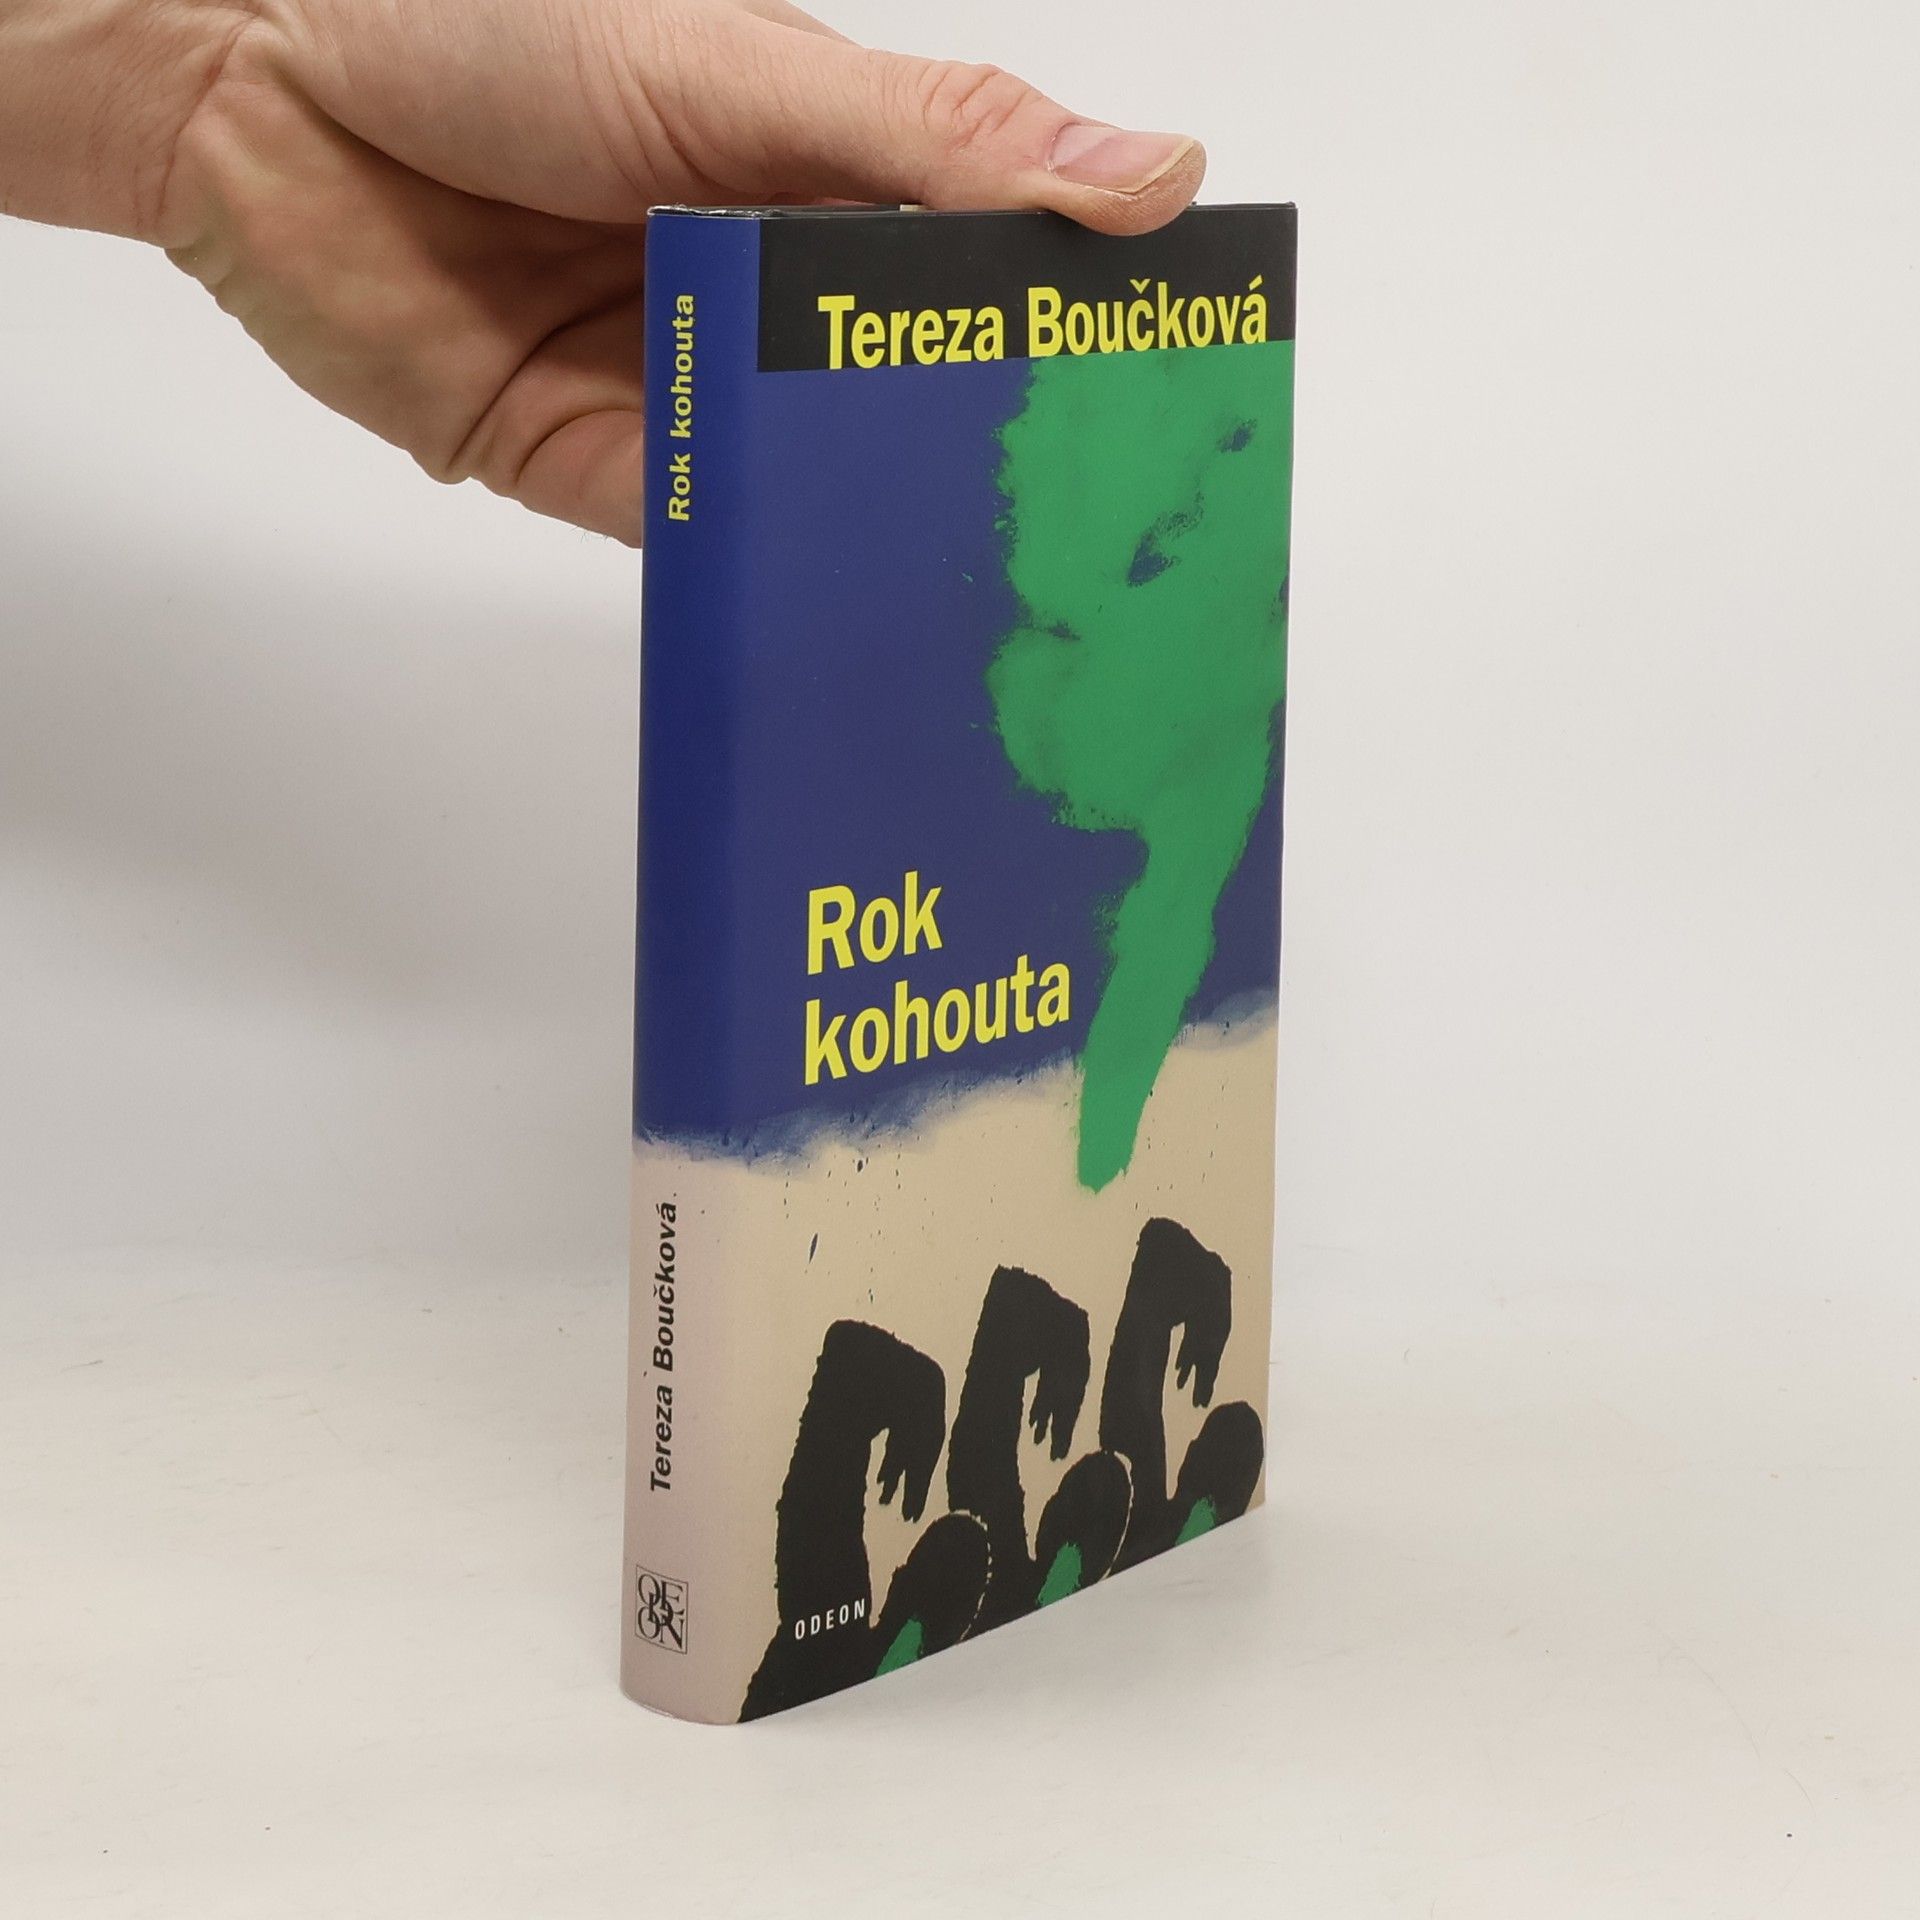 Tereza Boučková
Rok
kohouta
ODEON
Rok kohouta
Tereza Boučková
ODEON